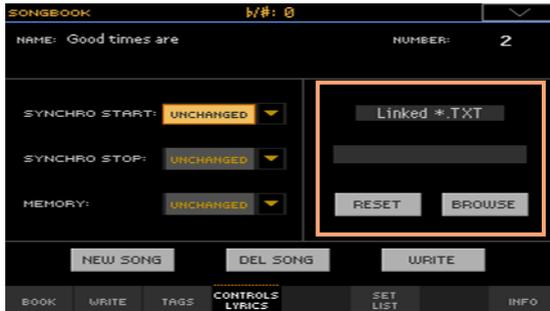 SONGBOOK b/#: 0
NAME: Good times are NUMBER: 2
SYNCHRO START: UNCHANGED Linked *.TXT
SYNCHRO STOP: UNCHANGED
MEMORY: UNCHANGED RESET BROWSE
NEW SONG DEL SONG WRITE
BOOK WRITE TAGS CONTROLS LYRICS SET LIST INFO